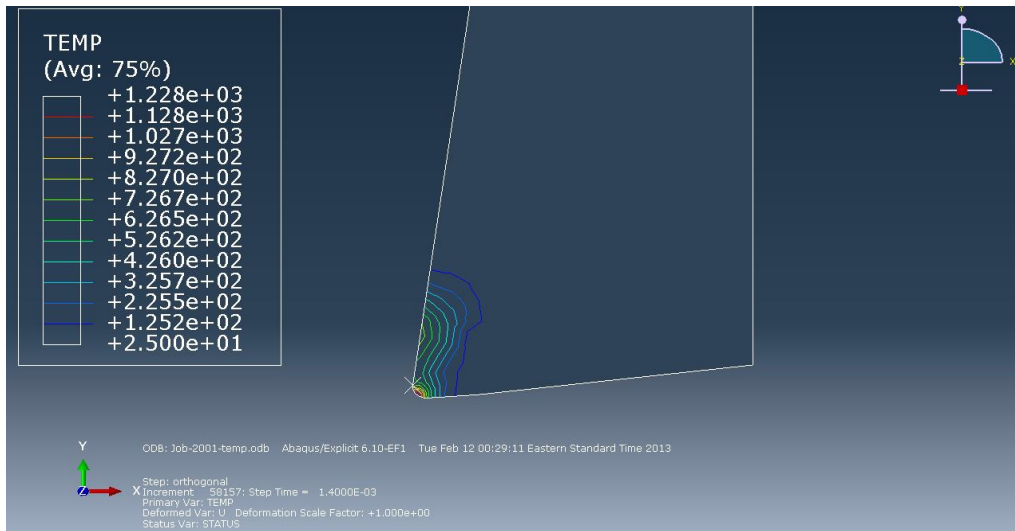 TEMP
(Avg: 75%)
+1.228e+03
+1.128e+03
+1.027e+03
+9.272e+02
+8.270e+02
+7.267e+02
+6.265e+02
+5.262e+02
+4.260e+02
+3.257e+02
+2.255e+02
+1.252e+02
+2.500e+01
Y
Z X
ODB: Job-2001-temp.odb Abaqus/Explicit 6.10-EF1 Tue Feb 12 00:29:11 Eastern Standard Time 2013
Y
Z X
Step: orthogonal
Increment 58157: Step Time = 1.4000E-03
Primary Var: TEMP
Deformed Var: U Deformation Scale Factor: +1.000e+00
Status Var: STATUS